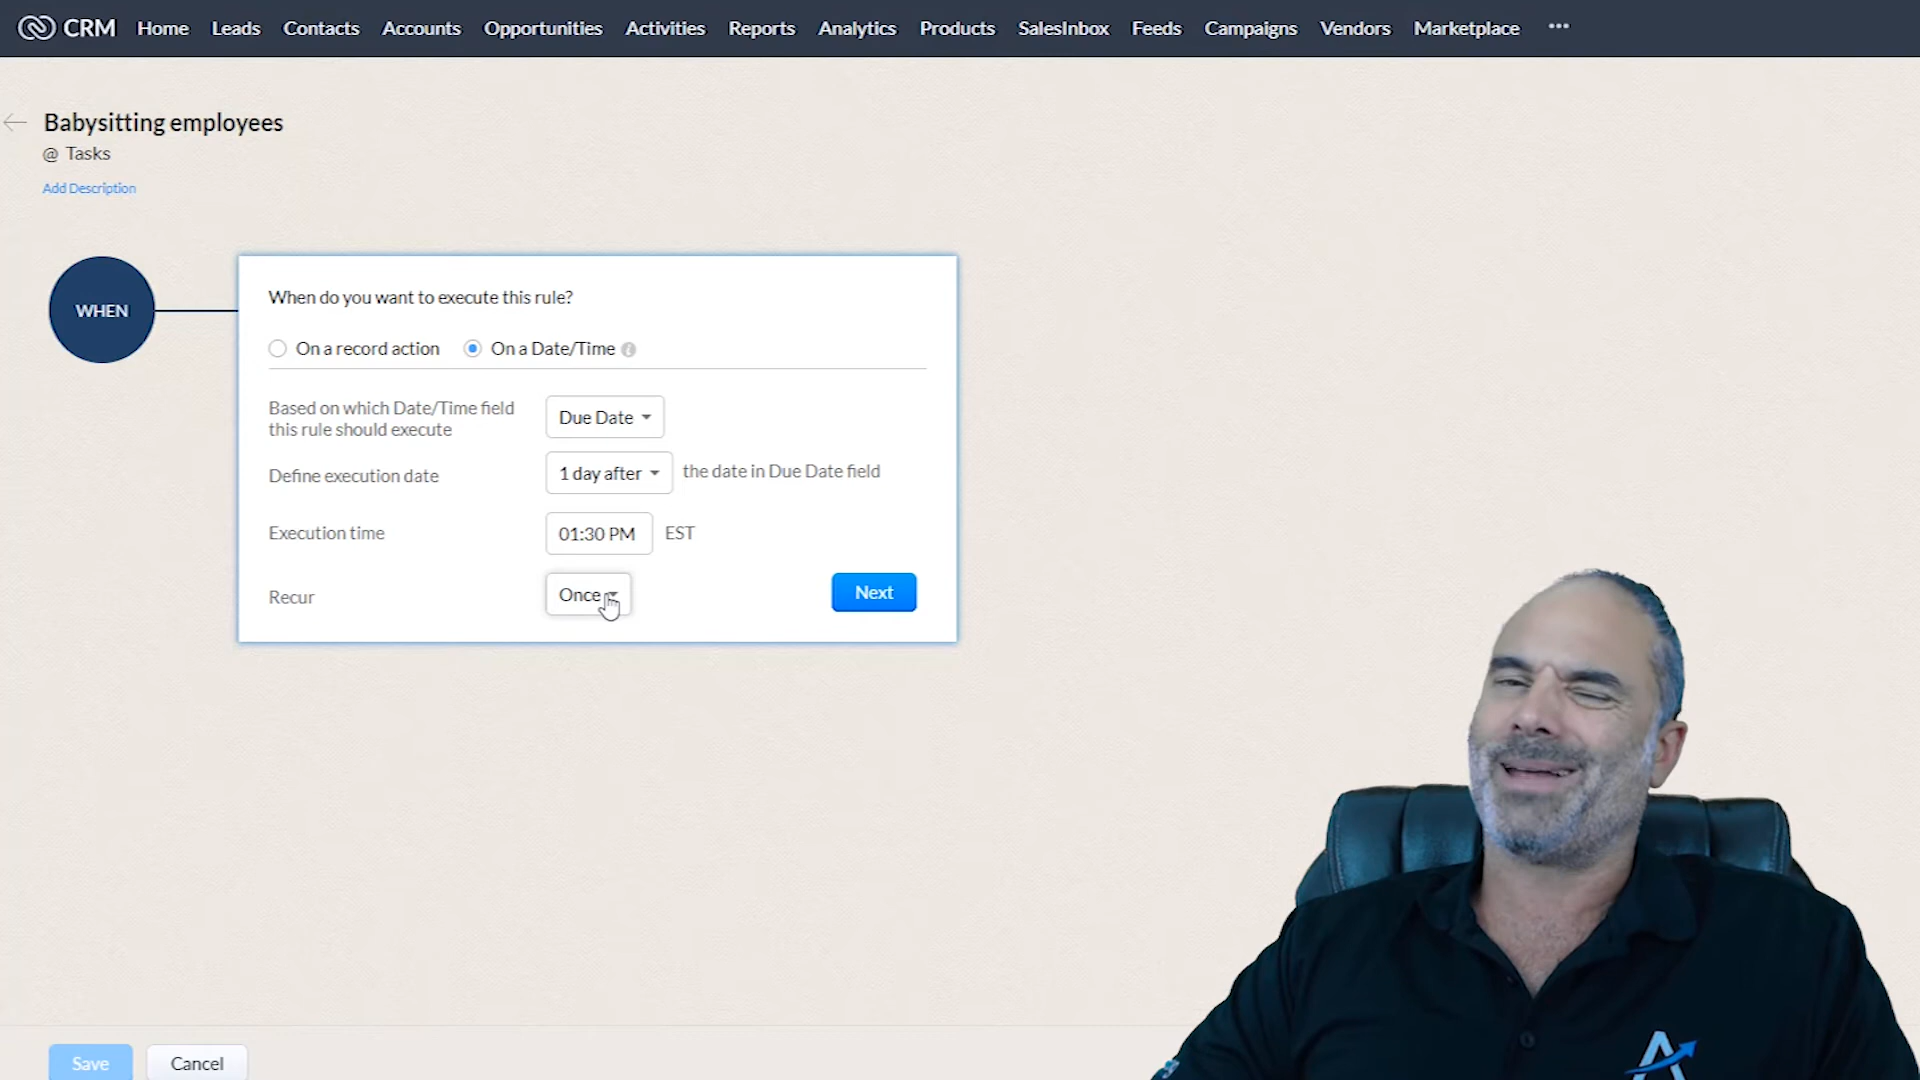 CRM Home Leads Contacts Accounts Opportunities Activities Reports Analytics Products SalesInbox Feeds Campaigns Vendors Marketplace •••
Babysitting employees
@ Tasks
Add Description
WHEN
When do you want to execute this rule?
On a record action On a Date/Time i
Based on which Date/Time field
this rule should execute
Due Date
Define execution date 1 day after the date in Due Date field
Execution time 01:30 PM EST
Recur Once Next
Save Cancel